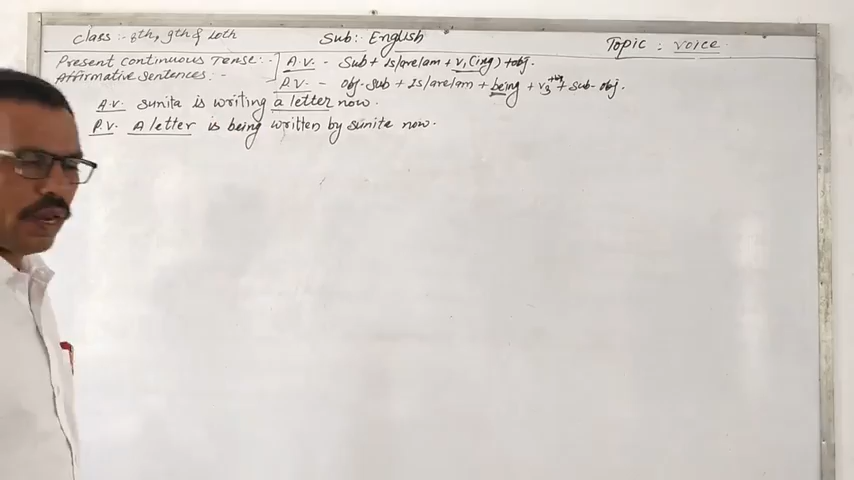 Class :- 8th, 9th & 10th Sub:- English Topic : voice.
Present Continuous Tense:- A.V. - Sub + is/are/am + v1 (ing) + obj.
Affirmative Sentences :- P.V. - obj-sub + is/are/am + being + v3 +by + sub-obj.
A.V. Sunita is writing a letter now.
P.V. A letter is being written by sunita now.